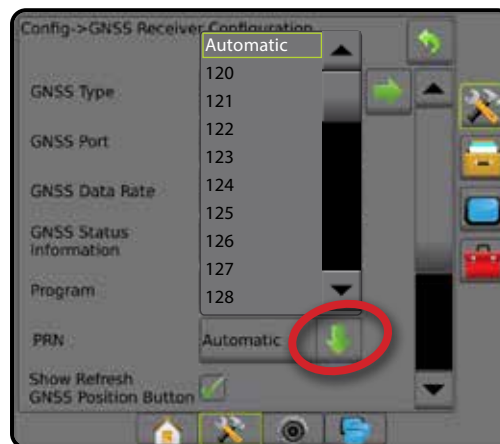 Config->GNSS Receiver Configuration
Automatic
120
121
122
123
124
125
126
127
128
GNSS Type
GNSS Port
GNSS Data Rate
GNSS Status
Information
Program
PRN
Automatic
Show Refresh
GNSS Position Button